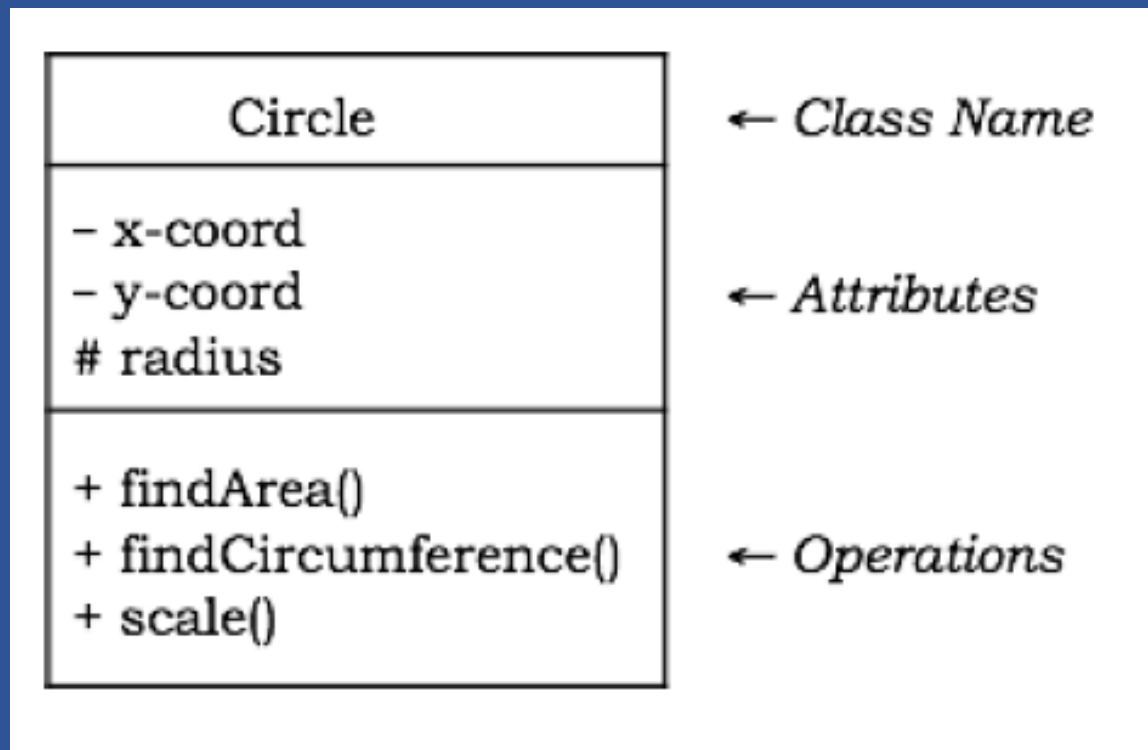 Circle
← Class Name
– x-coord
– y-coord
# radius
← Attributes
+ findArea()
+ findCircumference()
+ scale()
← Operations